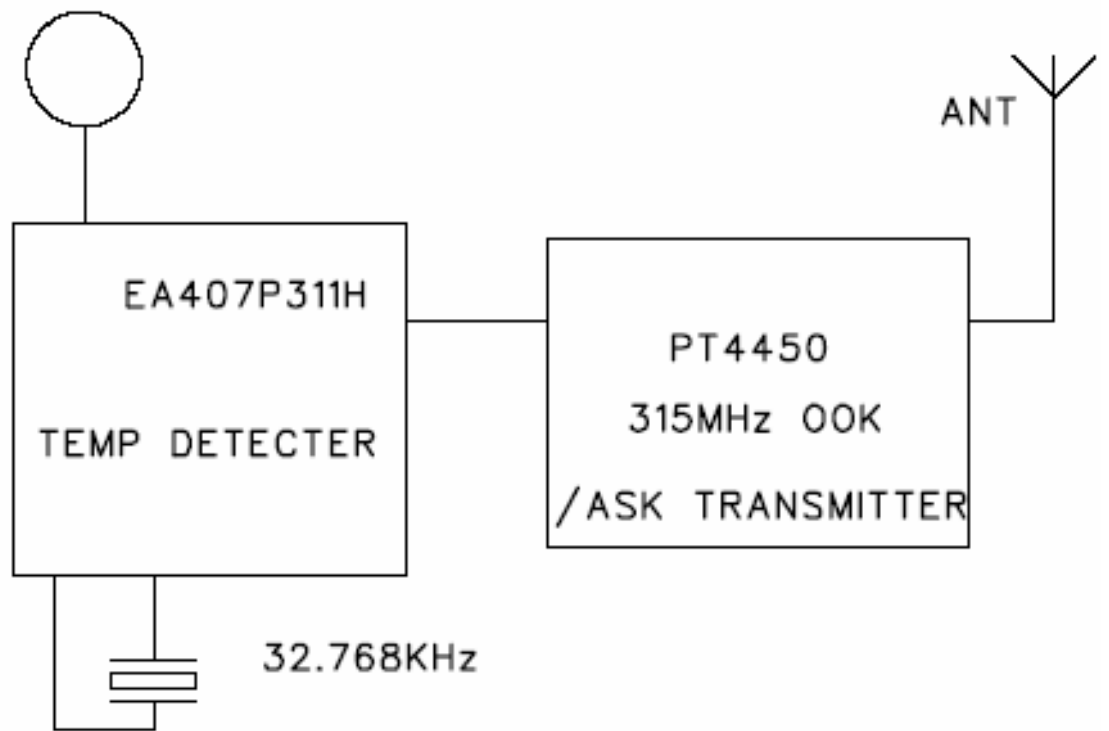 ANT
EA407P311H
TEMP DETECTER
PT4450
315MHz OOK
/ASK TRANSMITTER
32.768KHz